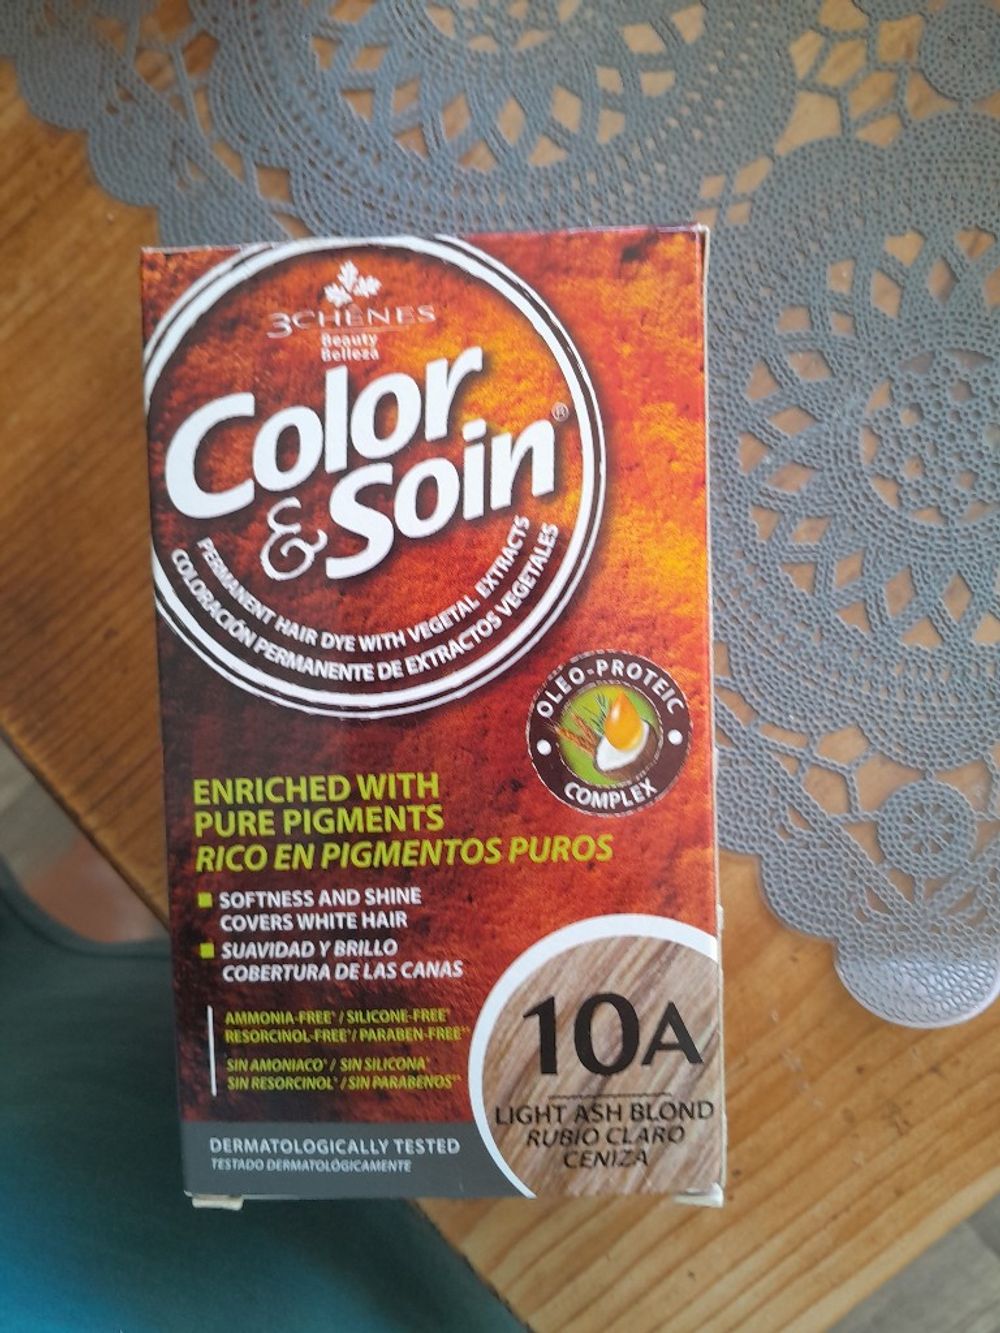 3CHÊNES
Beauty
Belleza
Color
& Soin®
PERMANENT HAIR DYE WITH VEGETAL EXTRACTS
COLORACIÓN PERMANENTE DE EXTRACTOS VEGETALES
OLEO-PROTEIC
COMPLEX
ENRICHED WITH
PURE PIGMENTS
RICO EN PIGMENTOS PUROS
SOFTNESS AND SHINE
COVERS WHITE HAIR
SUAVIDAD Y BRILLO
COBERTURA DE LAS CANAS
AMMONIA-FREE* / SILICONE-FREE*
RESORCINOL-FREE*/ PARABEN-FREE**
SIN AMONIACO* / SIN SILICONA*
SIN RESORCINOL* / SIN PARABENOS**
10A
LIGHT ASH BLOND
RUBIO CLARO
CENIZA
DERMATOLOGICALLY TESTED
TESTADO DERMATOLÓGICAMENTE